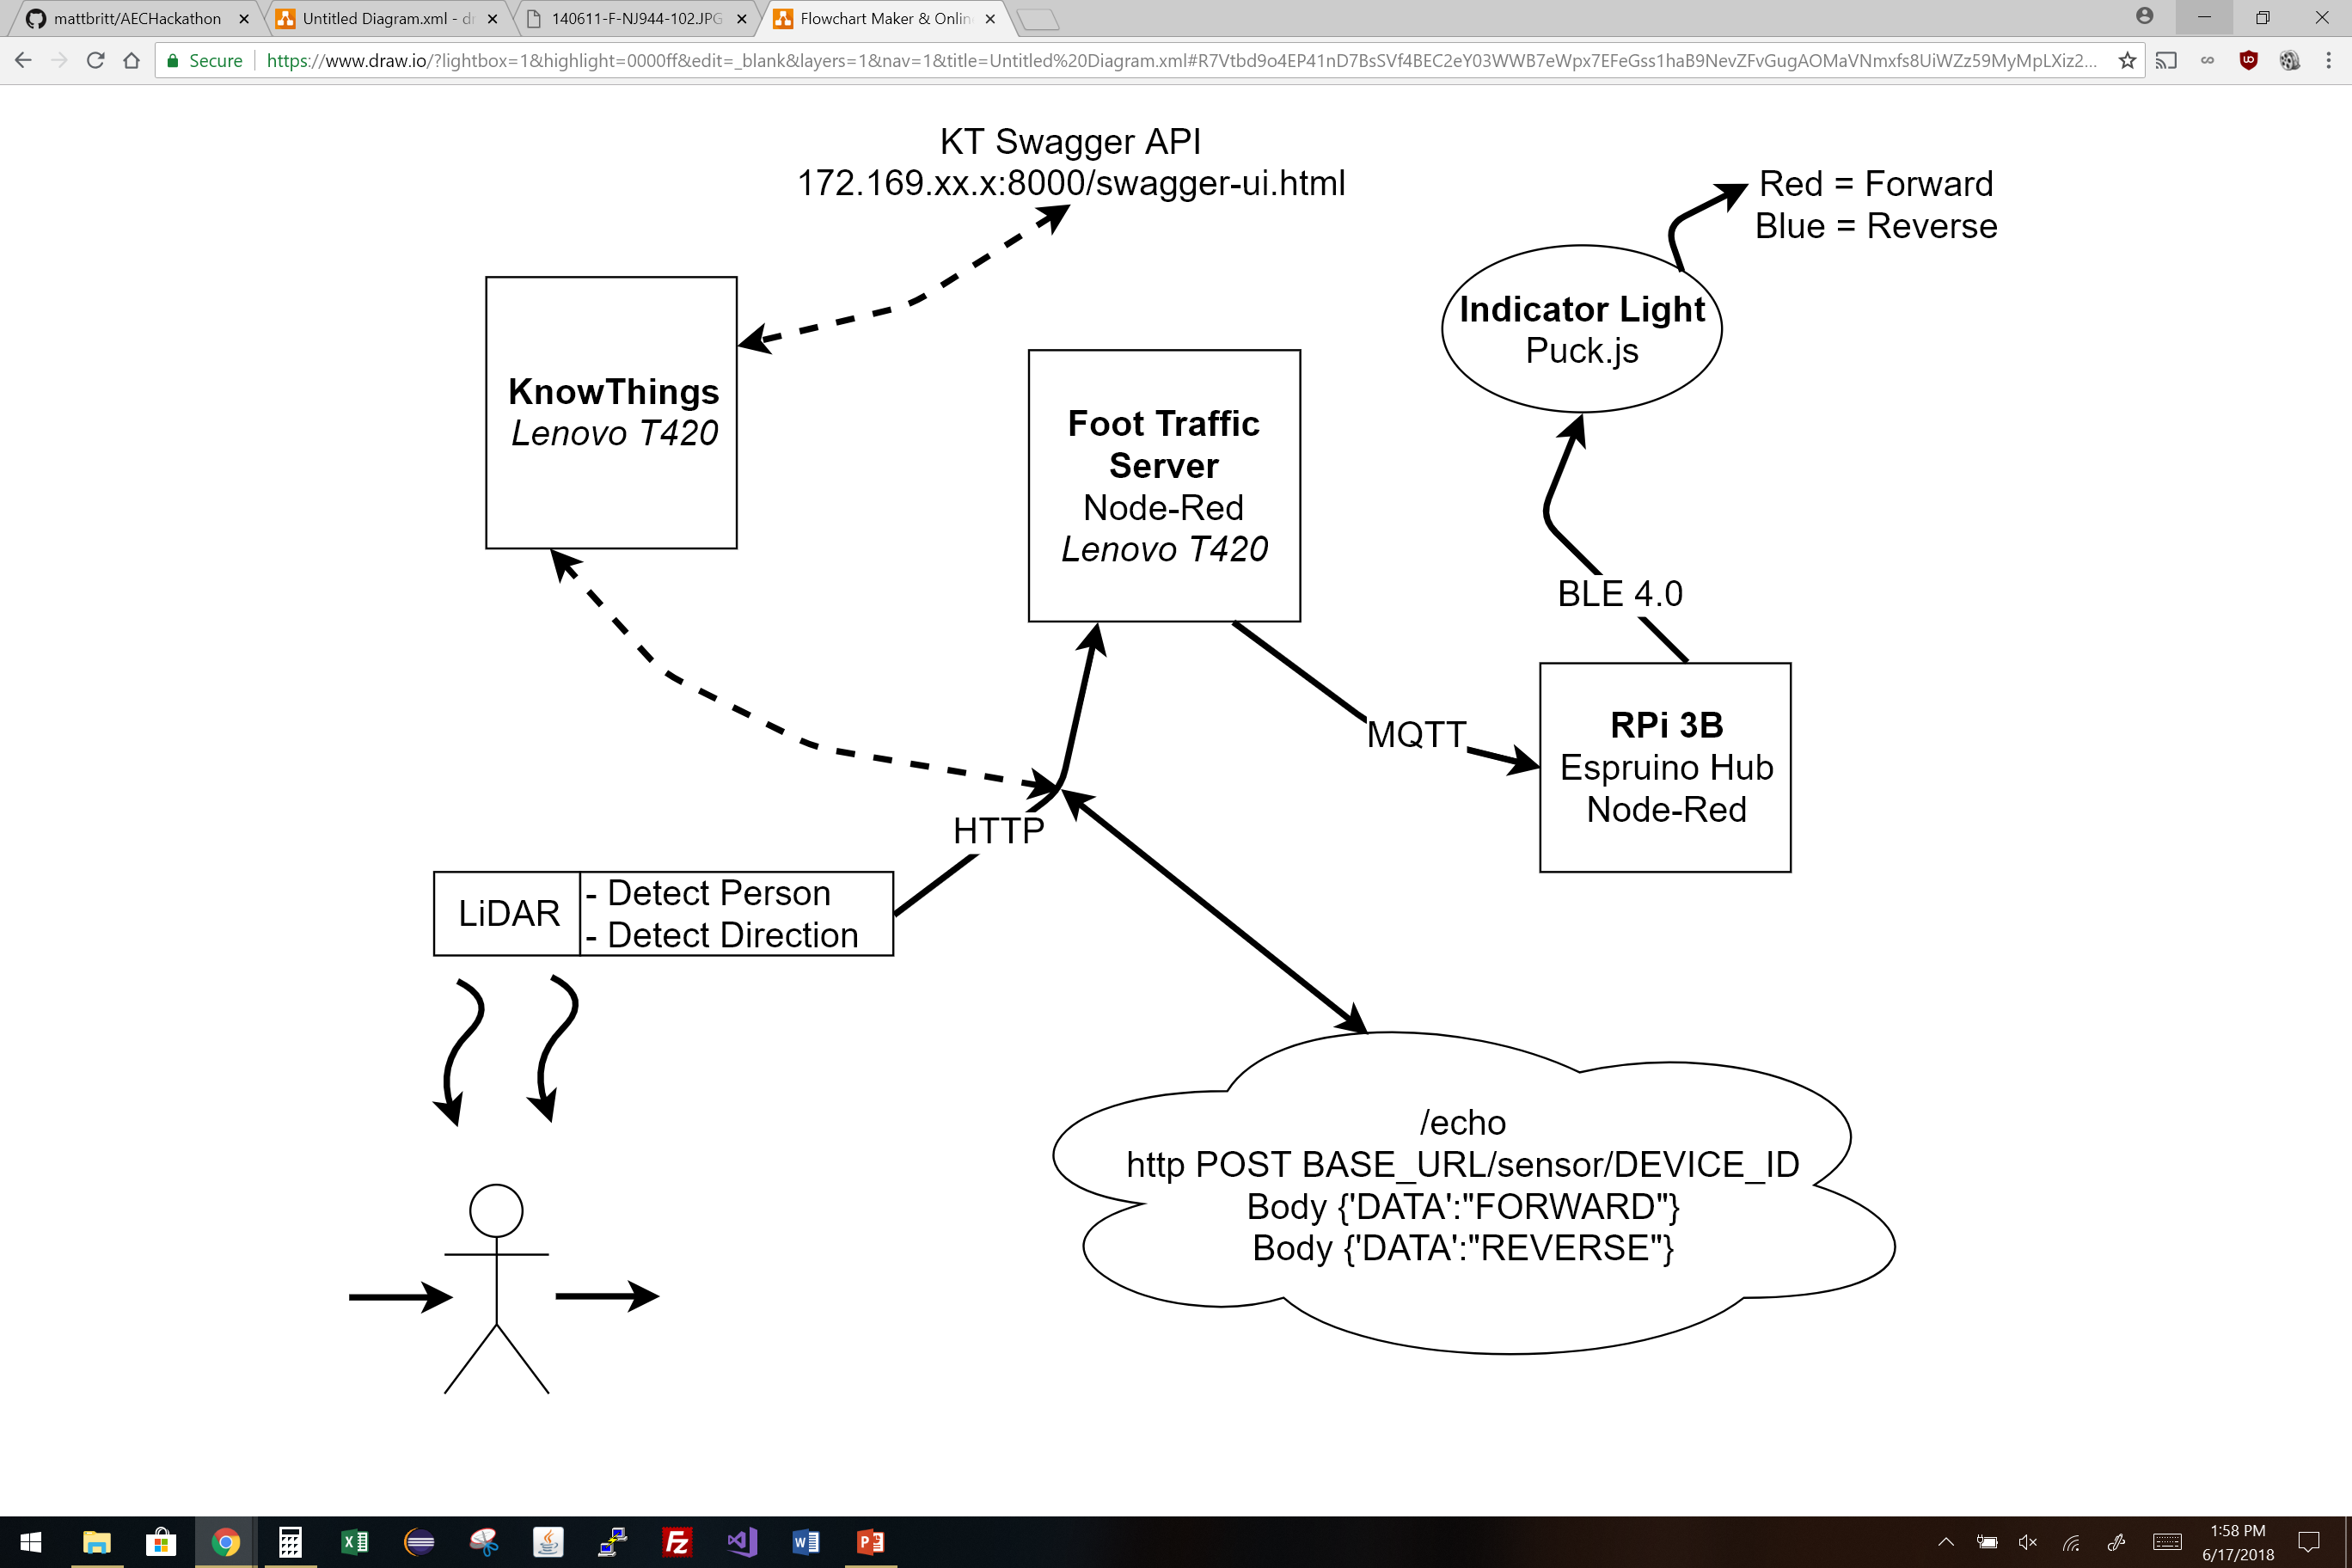 mattbritt/AECHackathon
Untitled Diagram.xml - dr
140611-F-NJ944-102.JPG
Flowchart Maker & Onlin
Secure
https://www.draw.io/?lightbox=1&highlight=0000ff&edit=_blank&layers=1&nav=1&title=Untitled%20Diagram.xml#R7Vtbd9o4EP41nD7BsSVf4BEC2eY03WWB7eWpx7EFeGss1haB9NevZFvGugAOMaVNmxfs8UiWZz59MyMpLXiz2...
KT Swagger API
172.169.xx.x:8000/swagger-ui.html
Red = Forward
Blue = Reverse
Indicator Light
Puck.js
KnowThings
Lenovo T420
Foot Traffic
Server
Node-Red
Lenovo T420
BLE 4.0
MQTT
RPi 3B
Espruino Hub
Node-Red
HTTP
LiDAR
- Detect Person
- Detect Direction
/echo
http POST BASE_URL/sensor/DEVICE_ID
Body {'DATA':"FORWARD"}
Body {'DATA':"REVERSE"}
1:58 PM
6/17/2018